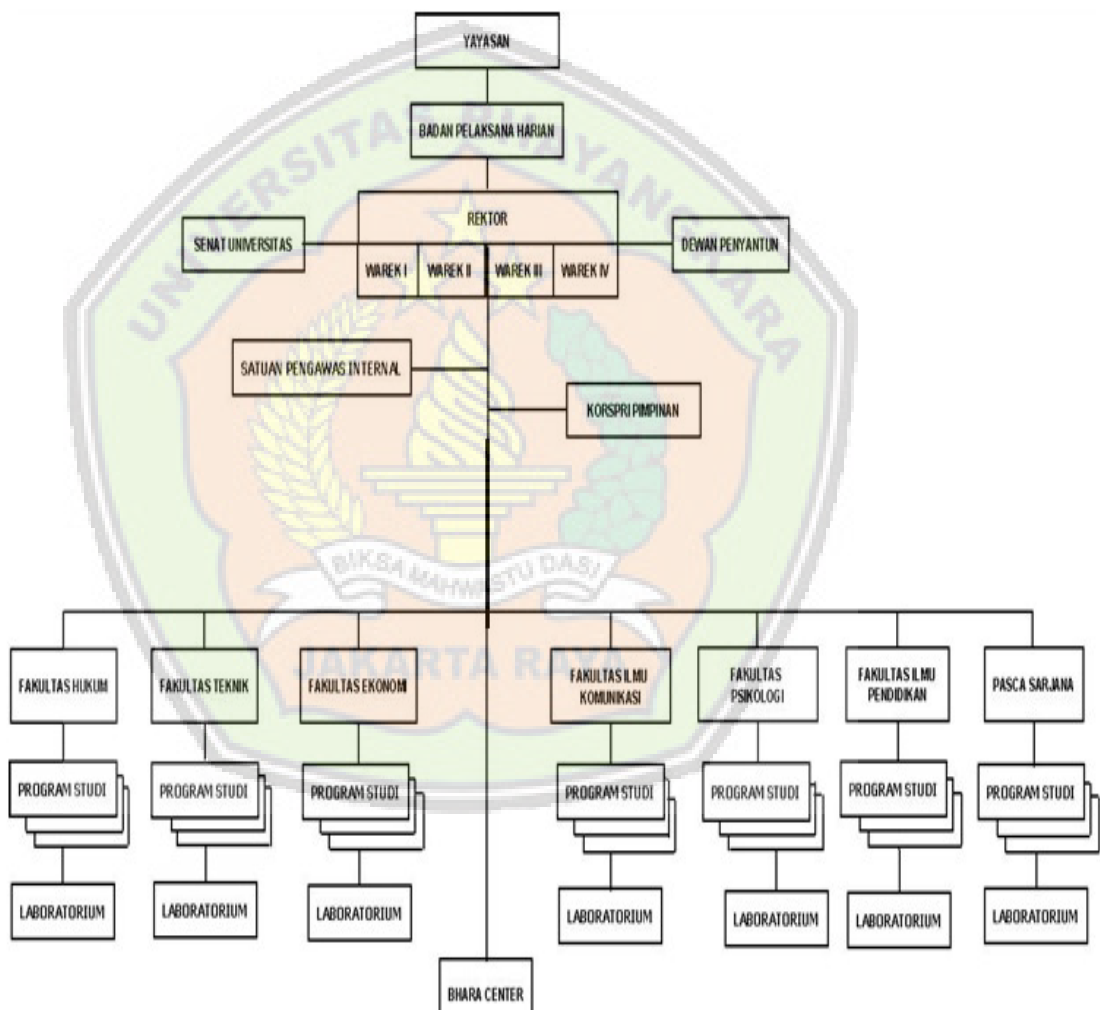 YAYASAN
BADAN PELAKSANA HARIAN
REKTOR
SENAT UNIVERSITAS
DEWAN PENYANTUN
WAREK I
WAREK II
WAREK III
WAREK IV
SATUAN PENGAWAS INTERNAL
KORSPRI PIMPINAN
UNIVERSITAS BHAYANGKARA
BIKSA MAHWASTU DASI
JAKARTA RAYA
FAKULTAS HUKUM
FAKULTAS TEKNIK
FAKULTAS EKONOMI
FAKULTAS ILMU
KOMUNIKASI
FAKULTAS
PSIKOLOGI
FAKULTAS ILMU
PENDIDIKAN
PASCA SARJANA
PROGRAM STUDI
PROGRAM STUDI
PROGRAM STUDI
PROGRAM STUDI
PROGRAM STUDI
PROGRAM STUDI
PROGRAM STUDI
LABORATORIUM
LABORATORIUM
LABORATORIUM
LABORATORIUM
LABORATORIUM
LABORATORIUM
LABORATORIUM
BHARA CENTER